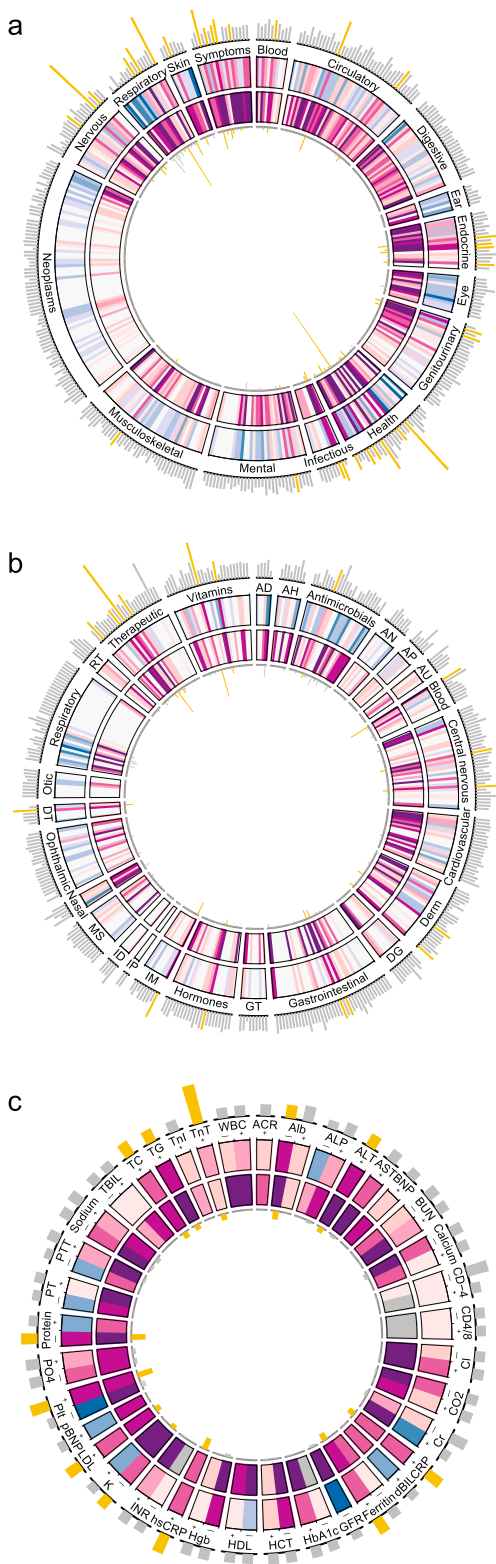 a
Blood
Circulatory
Digestive
Ear
Endocrine
Eye
Genitourinary
Health
Infectious
Mental
Musculoskeletal
Neoplasms
Nervous
Respiratory
Skin
Symptoms
b
AD
AH
Antimicrobials
AN
AP
AU
Blood
Central nervous
Cardiovascular
Derm
DG
Gastrointestinal
GT
Hormones
IM
IP
ID
MS
Nasal
Ophthalmic
DT
Otic
Respiratory
RT
Therapeutic
Vitamins
c
ACR
Alb
ALP
ALT
AST
BNP
BUN
Calcium
CD-4
CD4/8
Cl
CO2
Cr
CRP
dBIL
Ferritin
GFR
HbA1c
HCT
HDL
Hgb
hsCRP
INR
K
LDL
pBNP
Plt
PO4
Protein
PT
PTT
Sodium
TBIL
TC
TG
TnI
TnT
WBC